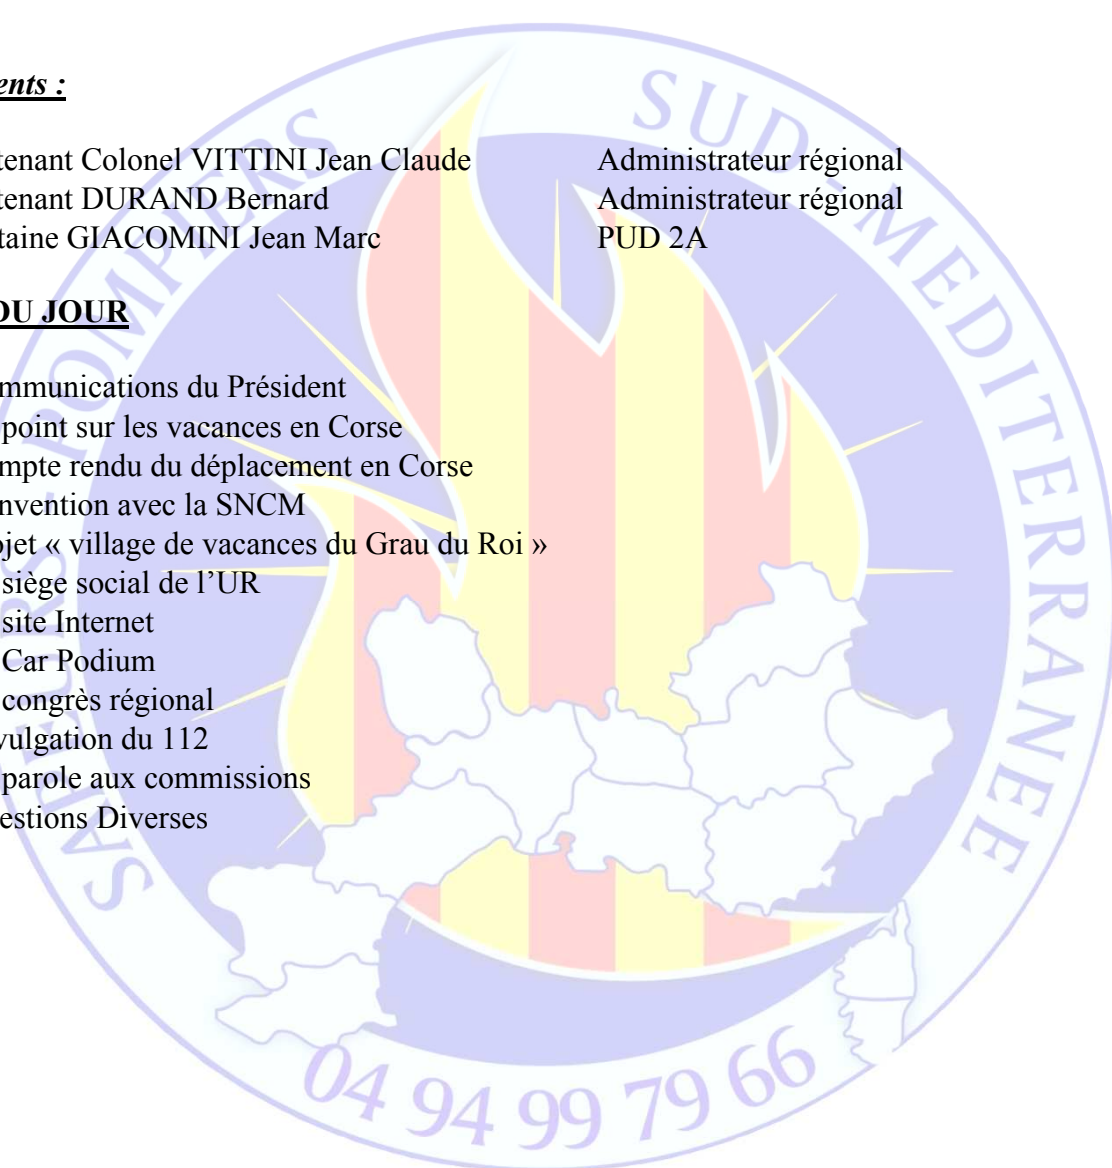 ents :
tenant Colonel VITTINI Jean Claude Administrateur régional
tenant DURAND Bernard Administrateur régional
taine GIACOMINI Jean Marc PUD 2A
DU JOUR
mmunications du Président
point sur les vacances en Corse
mpte rendu du déplacement en Corse
nvention avec la SNCM
ojet « village de vacances du Grau du Roi »
siège social de l’UR
site Internet
Car Podium
congrès régional
vulgation du 112
parole aux commissions
estions Diverses
SAPEURS - POMPIERS SUD-MEDITERRANEE
04 94 99 79 66